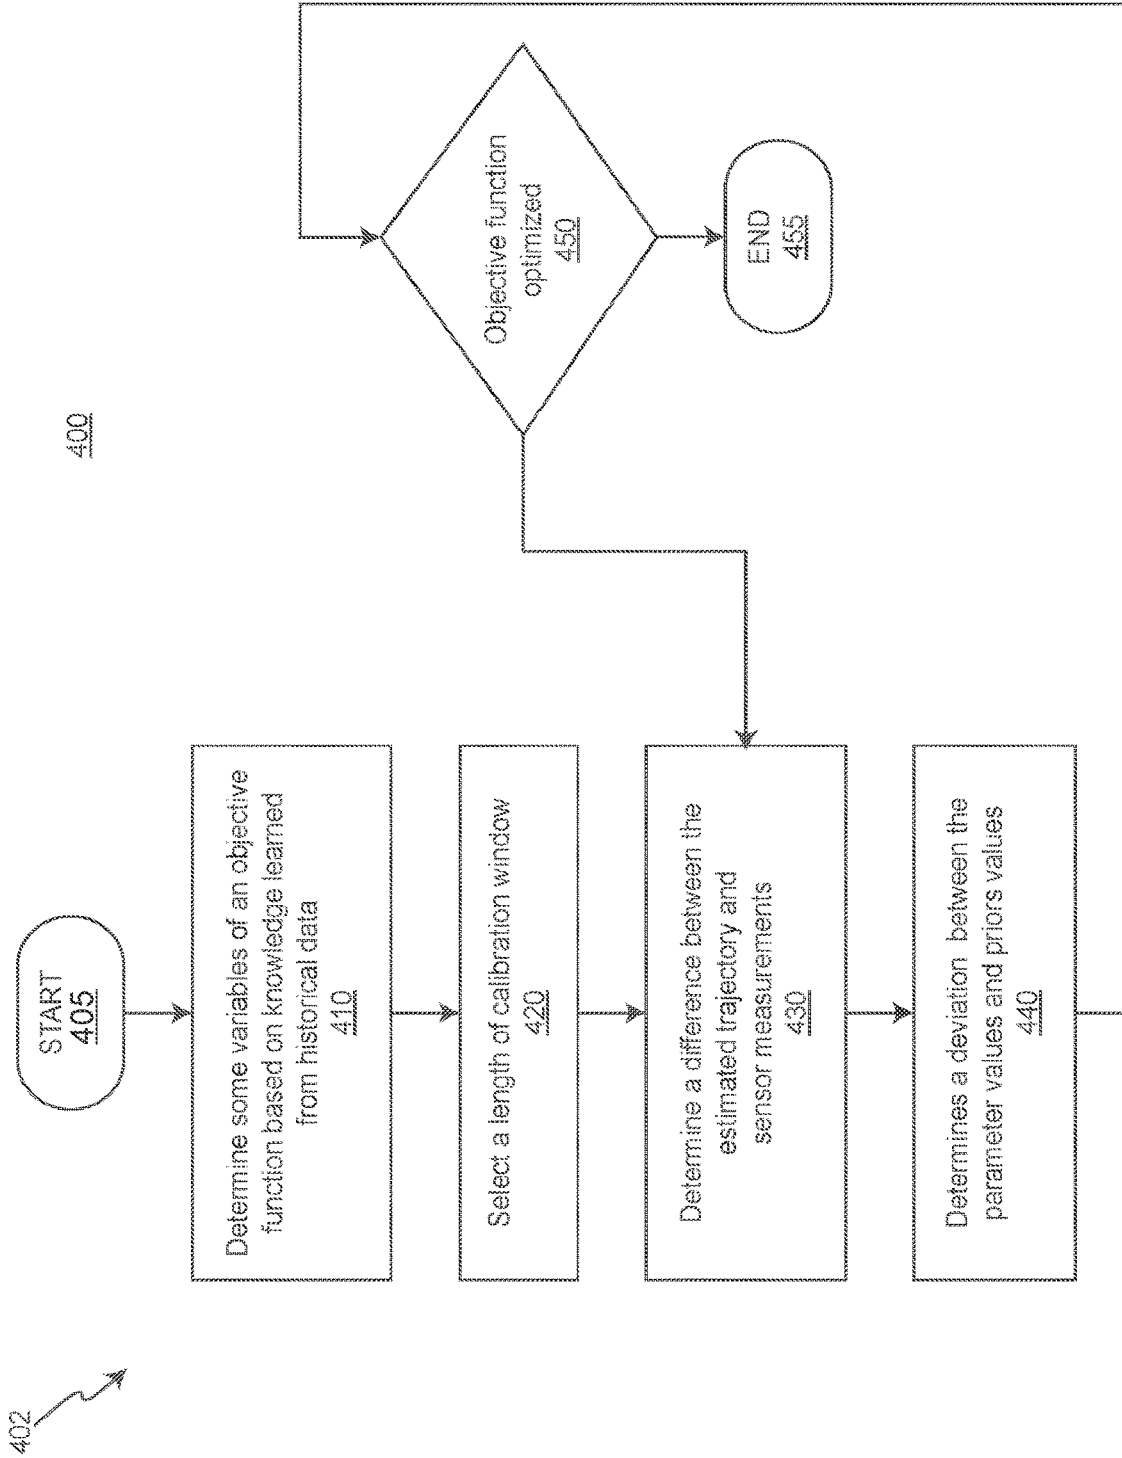 402
400
START
405
Determine some variables of an objective
function based on knowledge learned
from historical data
410
Select a length of calibration window
420
Determine a difference between the
estimated trajectory and
sensor measurements
430
Determines a deviation between the
parameter values and priors values
440
Objective function
optimized
450
END
455